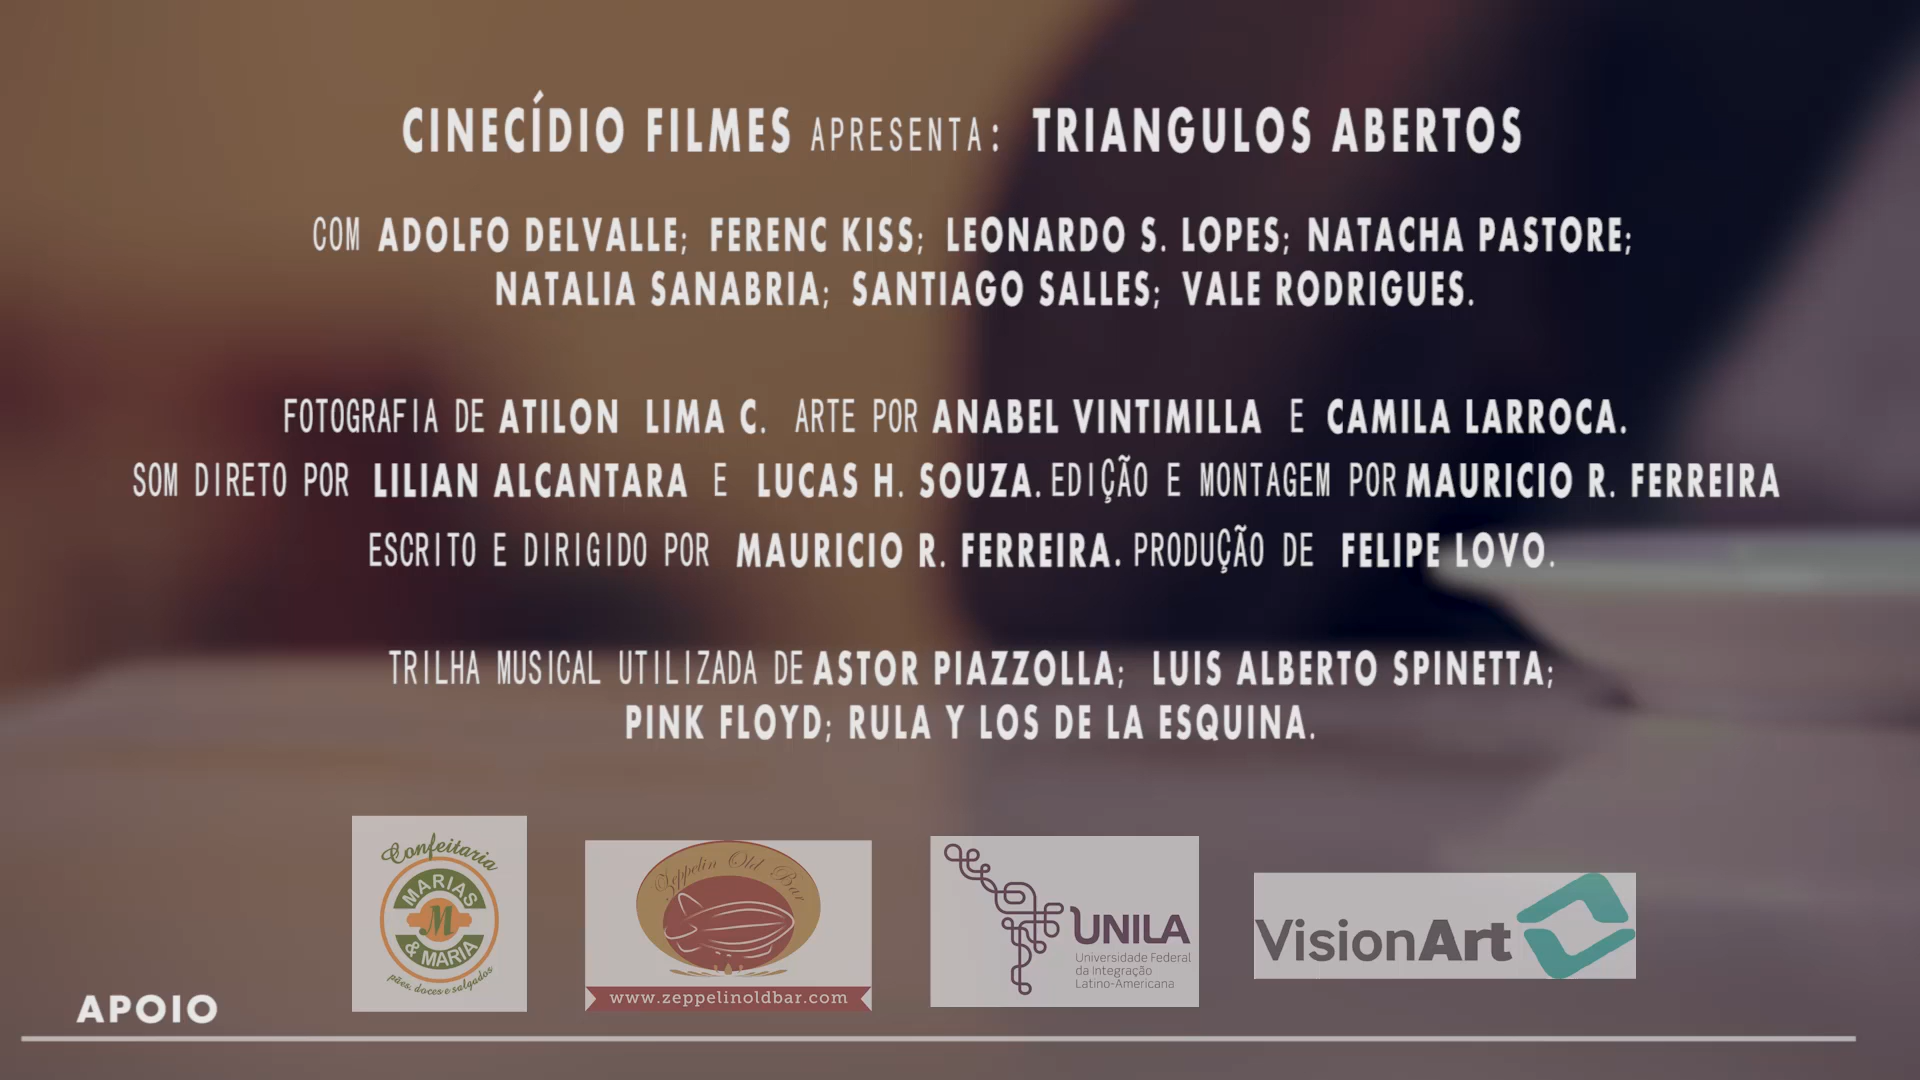 CINECÍDIO FILMES APRESENTA: TRIANGULOS ABERTOS
COM ADOLFO DELVALLE; FERENC KISS; LEONARDO S. LOPES; NATACHA PASTORE;
NATALIA SANABRIA; SANTIAGO SALLES; VALE RODRIGUES.
FOTOGRAFIA DE ATILON LIMA C. ARTE POR ANABEL VINTIMILLA E CAMILA LARROCA.
SOM DIRETO POR LILIAN ALCANTARA E LUCAS H. SOUZA. EDIÇÃO E MONTAGEM POR MAURICIO R. FERREIRA
ESCRITO E DIRIGIDO POR MAURICIO R. FERREIRA. PRODUÇÃO DE FELIPE LOVO.
TRILHA MUSICAL UTILIZADA DE ASTOR PIAZZOLLA; LUIS ALBERTO SPINETTA;
PINK FLOYD; RULA Y LOS DE LA ESQUINA.
Confeitaria
MARIAS
M
& MARIA
pães, doces e salgados
Zeppelin Old Bar
www.zeppelinoldbar.com
UNILA
Universidade Federal
da Integração
Latino-Americana
VisionArt
APOIO